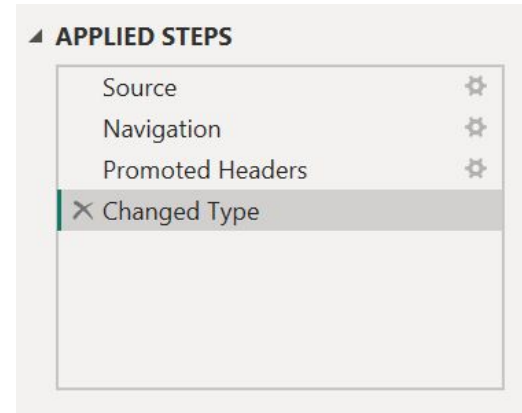 APPLIED STEPS
Source
Navigation
Promoted Headers
Changed Type